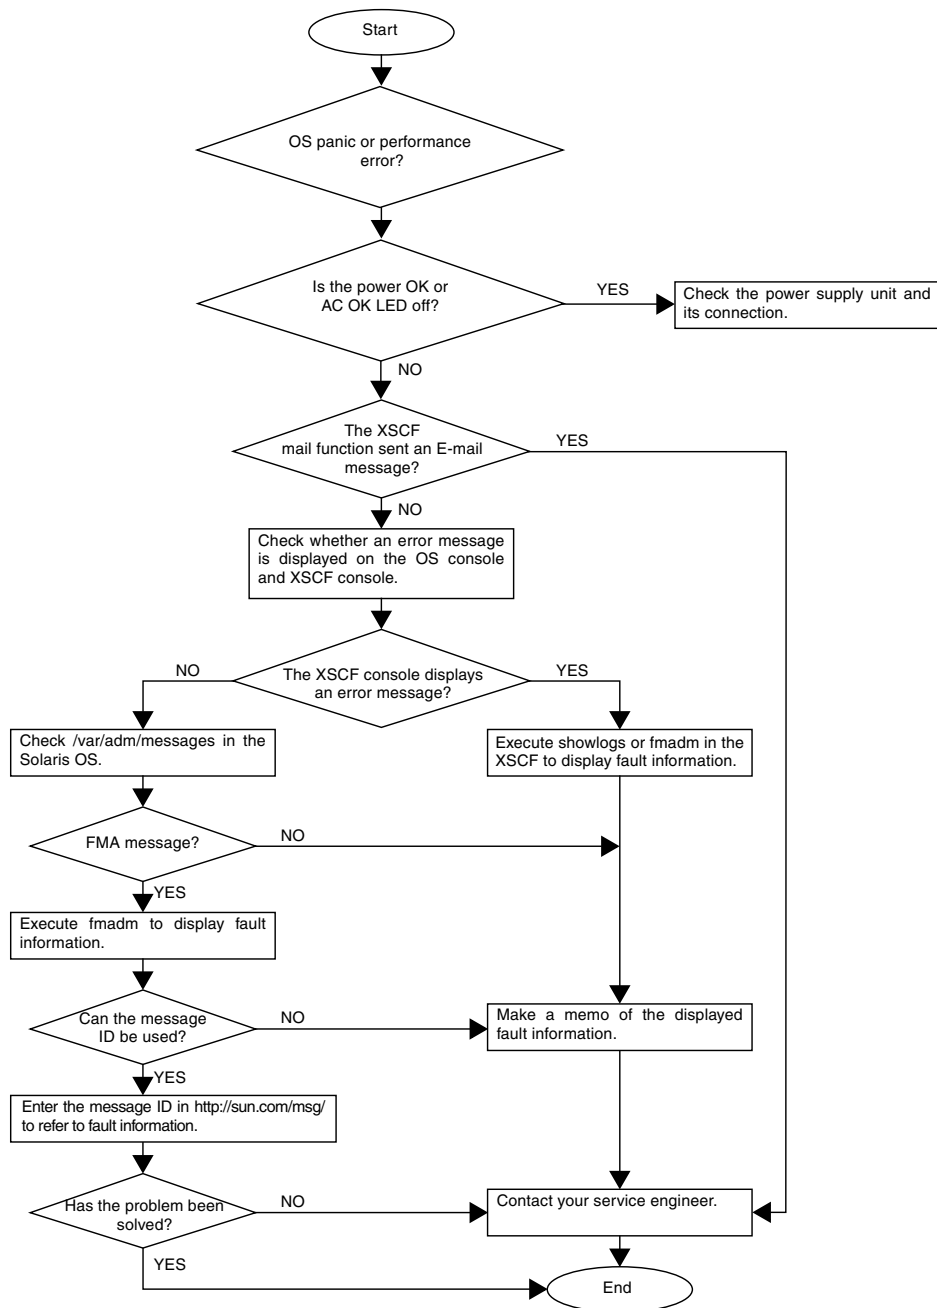 Start
OS panic or performance
error?
Is the power OK or
AC OK LED off?
YES
Check the power supply unit and
its connection.
NO
The XSCF
mail function sent an E-mail
message?
YES
NO
Check whether an error message
is displayed on the OS console
and XSCF console.
NO
The XSCF console displays
an error message?
YES
Check /var/adm/messages in the
Solaris OS.
Execute showlogs or fmadm in the
XSCF to display fault information.
FMA message?
NO
YES
Execute fmadm to display fault
information.
Can the message
ID be used?
NO
Make a memo of the displayed
fault information.
YES
Enter the message ID in http://sun.com/msg/
to refer to fault information.
Has the problem been
solved?
NO
Contact your service engineer.
YES
End